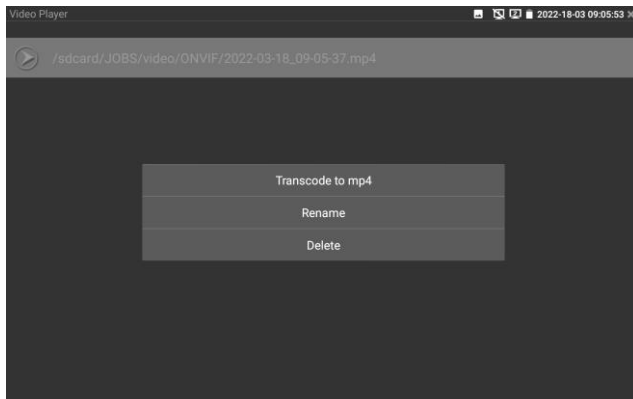 Video Player
2022-18-03 09:05:53
/sdcard/JOBS/video/ONVIF/2022-03-18_09-05-37.mp4
Transcode to mp4
Rename
Delete